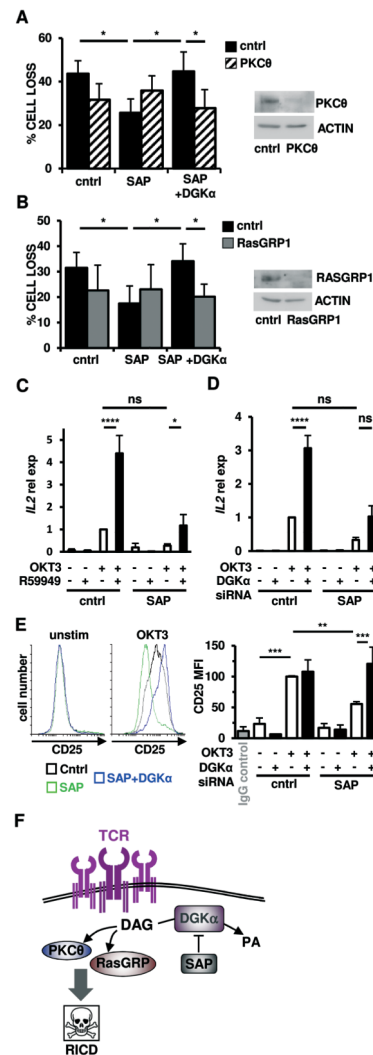 A
% CELL LOSS
60
40
20
0
* * *
cntrl
PKCθ
cntrl SAP SAP +DGKα
PKCθ
ACTIN
cntrl PKCθ
B
% CELL LOSS
50
40
30
20
10
0
* * *
cntrl
RasGRP1
cntrl SAP SAP +DGKα
RASGRP1
ACTIN
cntrl RasGRP1
C
IL2 rel exp
5
4
3
2
1
0
ns
**** *
OKT3 - - + + - - + +
R59949 - + - + - + - +
cntrl SAP
D
IL2 rel exp
4
3
2
1
0
ns
**** ns
OKT3 - - + + - - + +
DGKα - + - + - + - +
siRNA
cntrl SAP
E
unstim OKT3
cell number
CD25 CD25
Cntrl
SAP
SAP+DGKα
CD25 MFI
150
100
50
0
**
*** ***
IgG control
OKT3 - - + + - - + +
DGKα - + - + - + - +
siRNA cntrl SAP
F
TCR
DAG
DGKα
PKCθ
RasGRP
PA
SAP
RICD